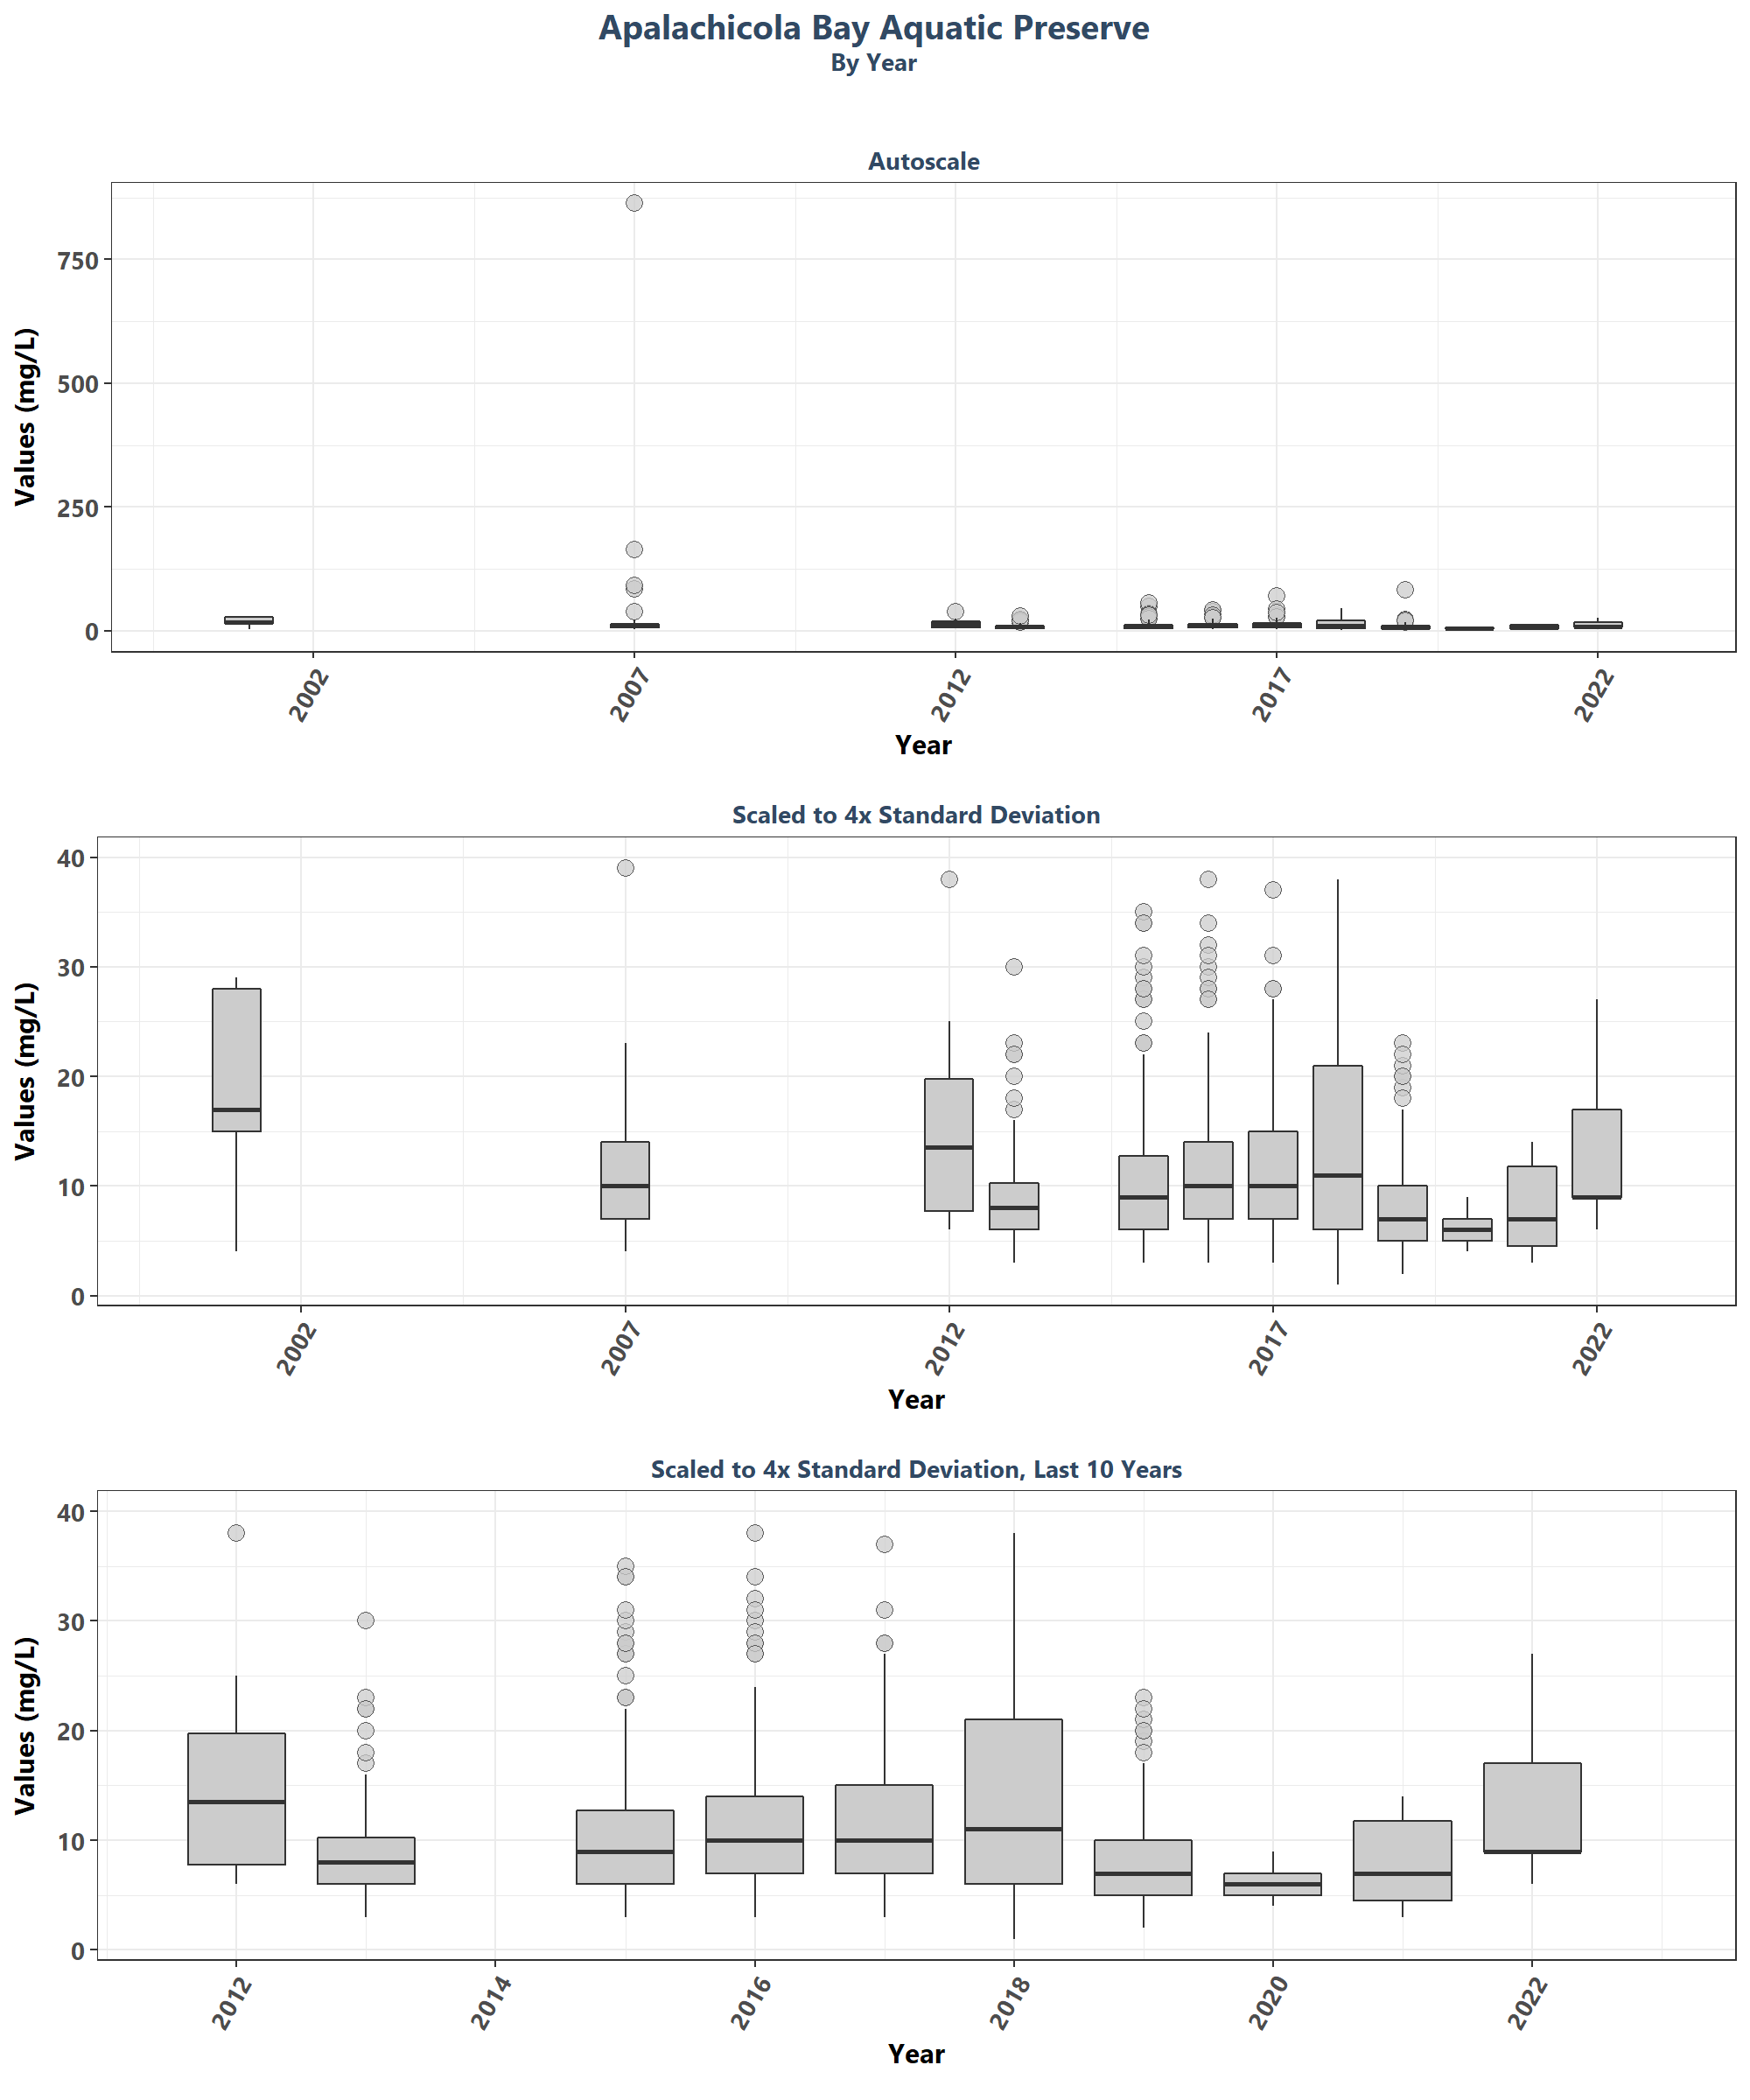 Apalachicola Bay Aquatic Preserve
By Year
Autoscale
Values (mg/L)
750
500
250
0
2002
2007
2012
2017
2022
Year
Scaled to 4x Standard Deviation
Values (mg/L)
40
30
20
10
0
2002
2007
2012
2017
2022
Year
Scaled to 4x Standard Deviation, Last 10 Years
Values (mg/L)
40
30
20
10
0
2012
2014
2016
2018
2020
2022
Year